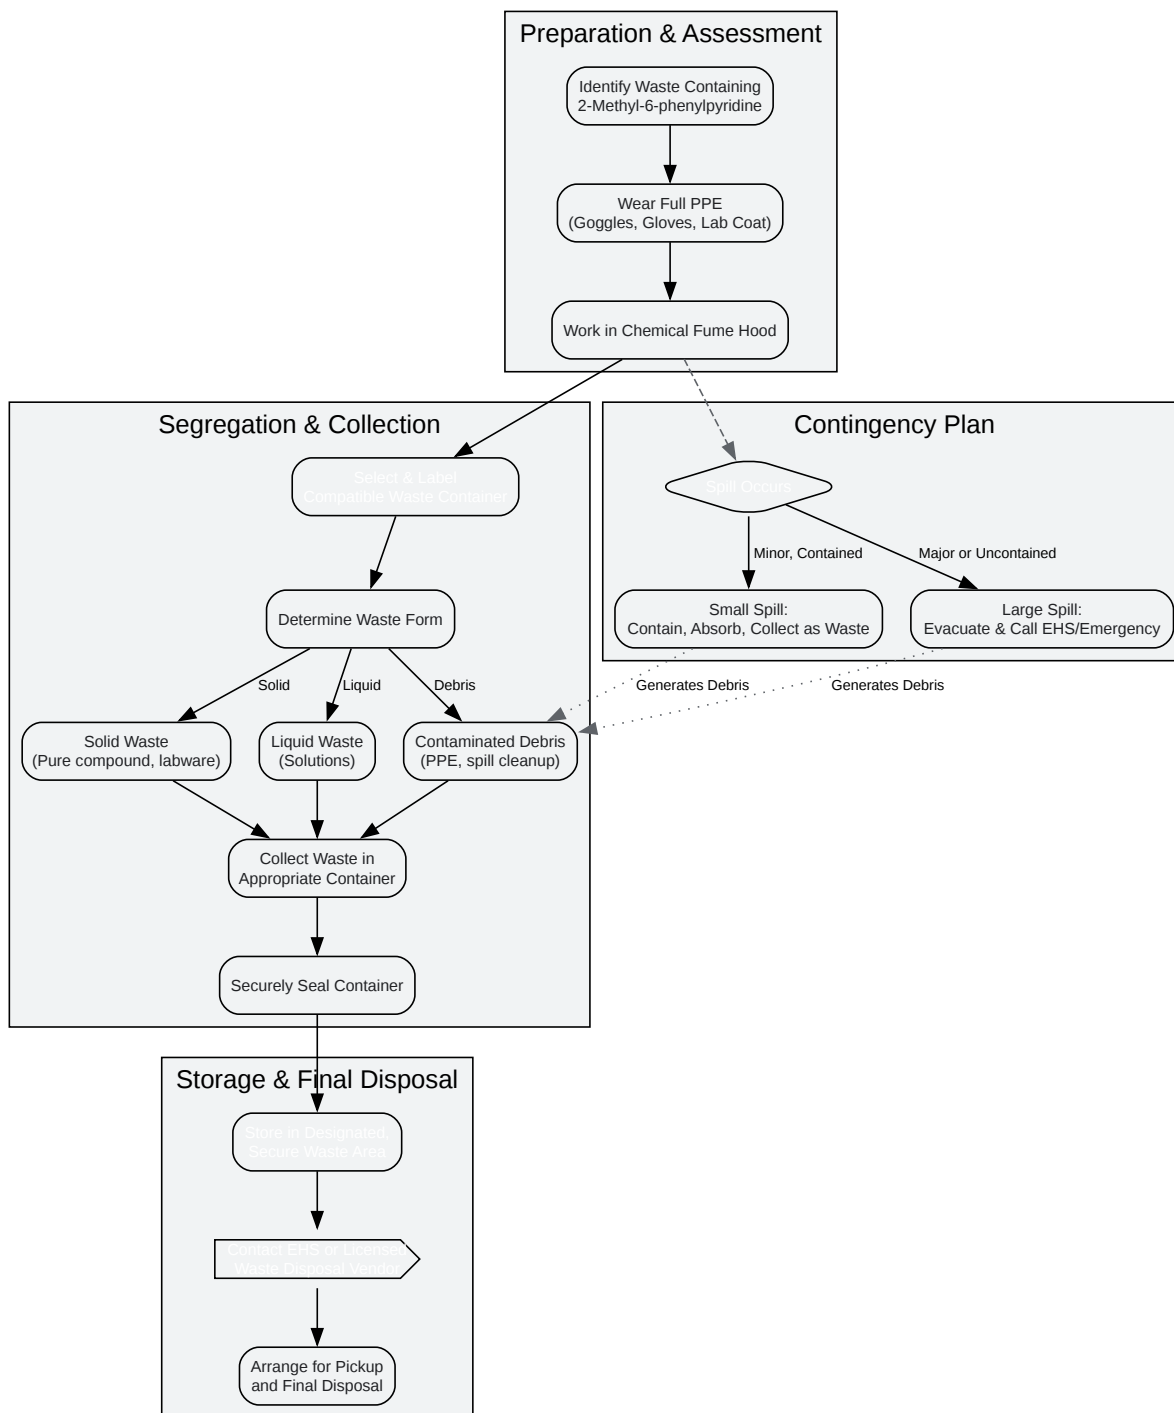 Preparation & Assessment
Identify Waste Containing
2-Methyl-6-phenylpyridine
Wear Full PPE
(Goggles, Gloves, Lab Coat)
Work in Chemical Fume Hood
Segregation & Collection
Select & Label
Compatible Waste Container
Determine Waste Form
Solid
Liquid
Debris
Solid Waste
(Pure compound, labware)
Liquid Waste
(Solutions)
Contaminated Debris
(PPE, spill cleanup)
Collect Waste in
Appropriate Container
Securely Seal Container
Contingency Plan
Spill Occurs
Minor, Contained
Major or Uncontained
Small Spill:
Contain, Absorb, Collect as Waste
Large Spill:
Evacuate & Call EHS/Emergency
Generates Debris
Generates Debris
Storage & Final Disposal
Store in Designated,
Secure Waste Area
Contact EHS or Licensed
Waste Disposal Vendor
Arrange for Pickup
and Final Disposal